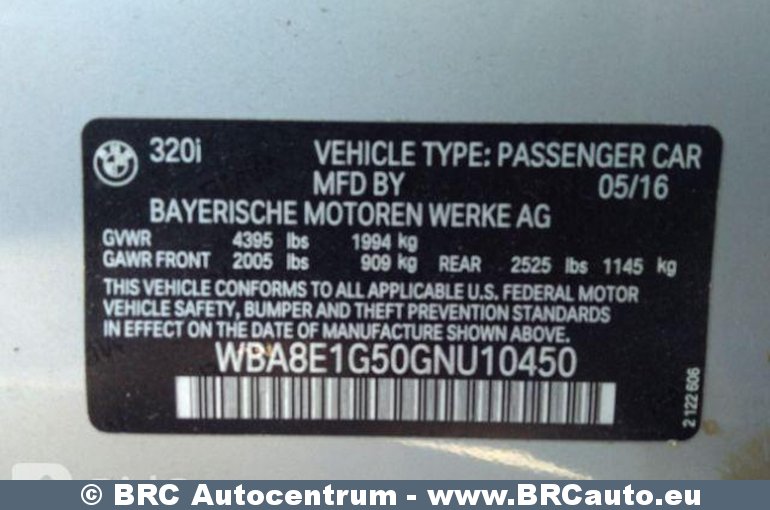 320i VEHICLE TYPE: PASSENGER CAR
MFD BY 05/16
BAYERISCHE MOTOREN WERKE AG
GVWR 4395 lbs 1994 kg
GAWR FRONT 2005 lbs 909 kg REAR 2525 lbs 1145 kg
THIS VEHICLE CONFORMS TO ALL APPLICABLE U.S. FEDERAL MOTOR
VEHICLE SAFETY, BUMPER AND THEFT PREVENTION STANDARDS
IN EFFECT ON THE DATE OF MANUFACTURE SHOWN ABOVE.
WBA8E1G50GNU10450
2 122 606
© BRC Autocentrum - www.BRCauto.eu